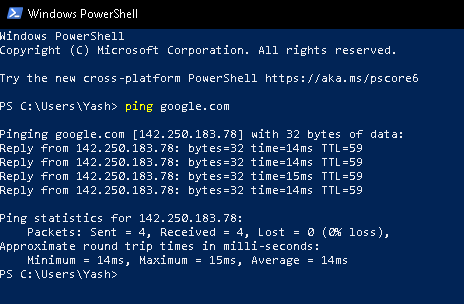 Windows PowerShell
Windows PowerShell
Copyright (C) Microsoft Corporation. All rights reserved.
Try the new cross-platform PowerShell https://aka.ms/pscore6
PS C:\Users\Yash> ping google.com
Pinging google.com [142.250.183.78] with 32 bytes of data:
Reply from 142.250.183.78: bytes=32 time=14ms TTL=59
Reply from 142.250.183.78: bytes=32 time=14ms TTL=59
Reply from 142.250.183.78: bytes=32 time=15ms TTL=59
Reply from 142.250.183.78: bytes=32 time=14ms TTL=59
Ping statistics for 142.250.183.78:
    Packets: Sent = 4, Received = 4, Lost = 0 (0% loss),
Approximate round trip times in milli-seconds:
    Minimum = 14ms, Maximum = 15ms, Average = 14ms
PS C:\Users\Yash>